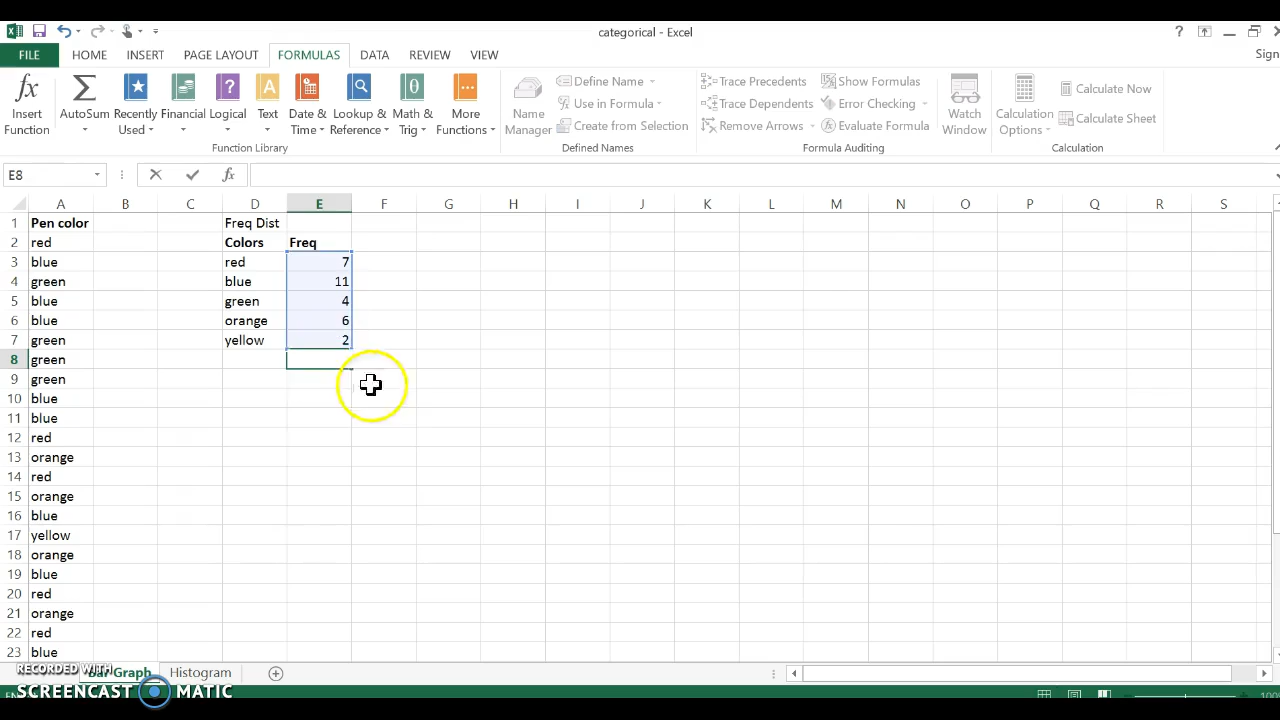 categorical - Excel
FILE HOME INSERT PAGE LAYOUT FORMULAS DATA REVIEW VIEW Sign
Insert Function
AutoSum
Recently Used
Financial
Logical
Text
Date & Time
Lookup & Reference
Math & Trig
More Functions
Function Library
Name Manager
Define Name
Use in Formula
Create from Selection
Defined Names
Trace Precedents
Trace Dependents
Remove Arrows
Show Formulas
Error Checking
Evaluate Formula
Formula Auditing
Watch Window
Calculation Options
Calculate Now
Calculate Sheet
Calculation
E8 fx
A B C D E F G H I J K L M N O P Q R S
1 Pen color Freq Dist
2 red Colors Freq
3 blue red 7
4 green blue 11
5 blue green 4
6 blue orange 6
7 green yellow 2
8 green
9 green
10 blue
11 blue
12 red
13 orange
14 red
15 orange
16 blue
17 yellow
18 orange
19 blue
20 red
21 orange
22 red
23 blue
Bar Graph Histogram
RECORDED WITH
SCREENCAST MATIC